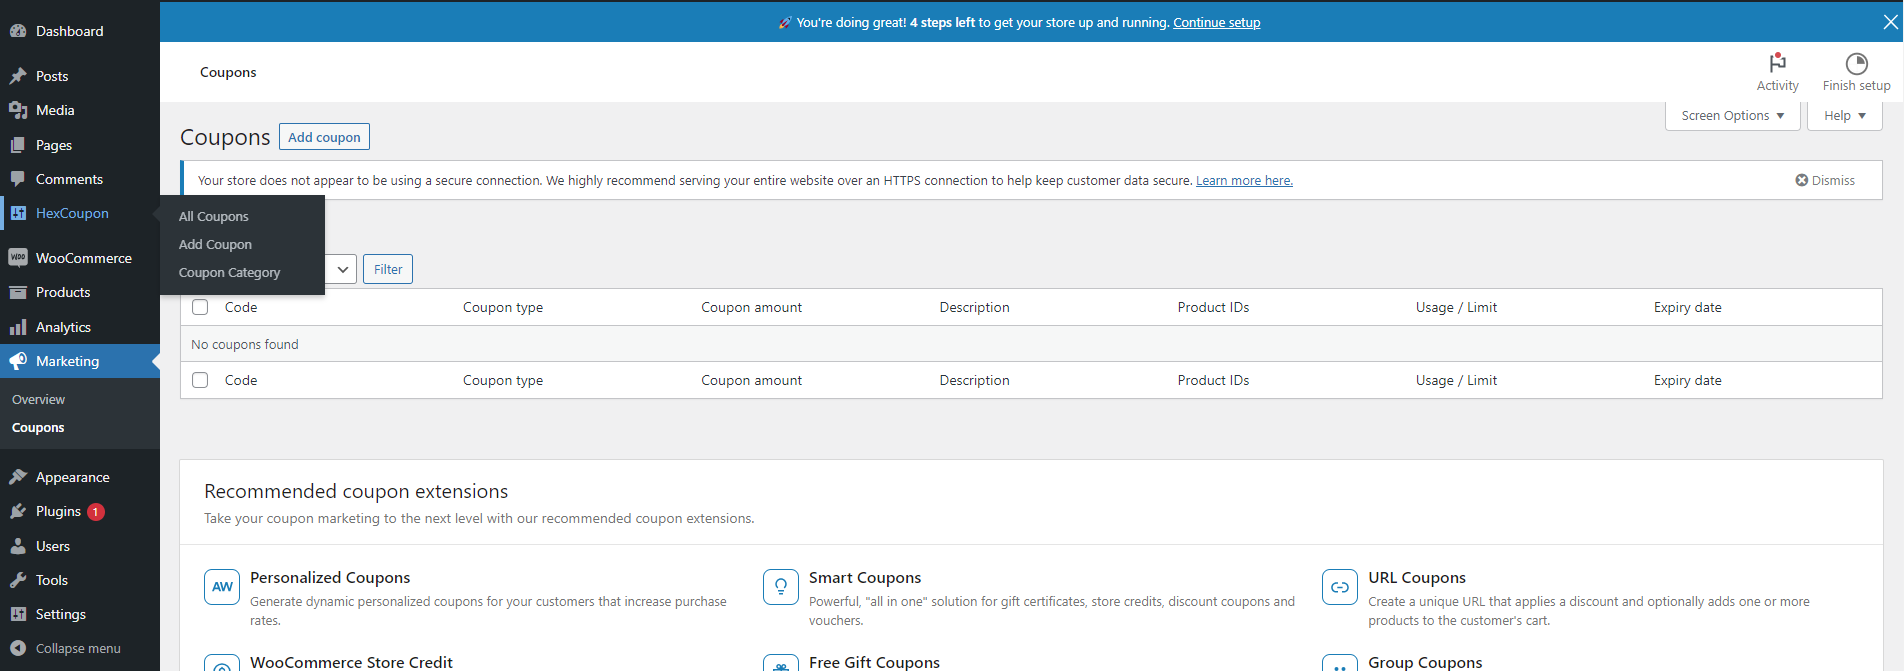 🚀 You're doing great! 4 steps left to get your store up and running. Continue setup
Dashboard
Posts
Media
Pages
Comments
HexCoupon
All Coupons
Add Coupon
Coupon Category
WooCommerce
Products
Analytics
Marketing
Overview
Coupons
Appearance
Plugins 1
Users
Tools
Settings
Collapse menu
Coupons
Activity
Finish setup
Screen Options ▼
Help ▼
Coupons Add coupon
Your store does not appear to be using a secure connection. We highly recommend serving your entire website over an HTTPS connection to help keep customer data secure. Learn more here.
Dismiss
Filter
Code Coupon type Coupon amount Description Product IDs Usage / Limit Expiry date
No coupons found
Code Coupon type Coupon amount Description Product IDs Usage / Limit Expiry date
Recommended coupon extensions
Take your coupon marketing to the next level with our recommended coupon extensions.
AW
Personalized Coupons
Generate dynamic personalized coupons for your customers that increase purchase
rates.
Smart Coupons
Powerful, "all in one" solution for gift certificates, store credits, discount coupons and
vouchers.
URL Coupons
Create a unique URL that applies a discount and optionally adds one or more
products to the customer's cart.
WooCommerce Store Credit
Free Gift Coupons
Group Coupons